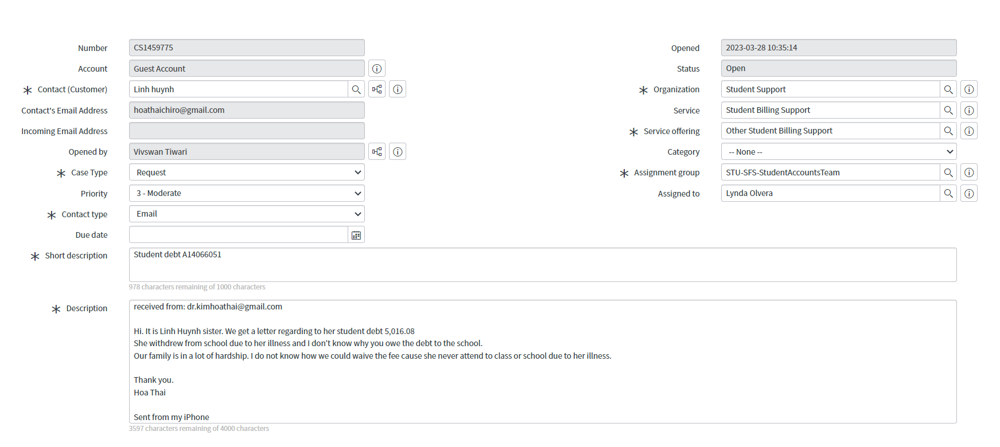 Number CS1459775
Opened 2023-03-28 10:35:14
Account Guest Account
Status Open
Contact (Customer) Linh huynh
Organization Student Support
Contact's Email Address hoathaichiro@gmail.com
Service Student Billing Support
Incoming Email Address
Service offering Other Student Billing Support
Opened by Vivswan Tiwari
Category -- None --
Case Type Request
Assignment group STU-SFS-StudentAccountsTeam
Priority 3 - Moderate
Assigned to Lynda Olvera
Contact type Email
Due date
Short description Student debt A14066051
978 characters remaining of 1000 characters
Description received from: dr.kimhoathai@gmail.com
Hi. It is Linh Huynh sister. We get a letter regarding to her student debt 5,016.08
She withdrew from school due to her illness and I don't know why you owe the debt to the school.
Our family is in a lot of hardship. I do not know how we could waive the fee cause she never attend to class or school due to her illness.
Thank you.
Hoa Thai
Sent from my iPhone
3597 characters remaining of 4000 characters